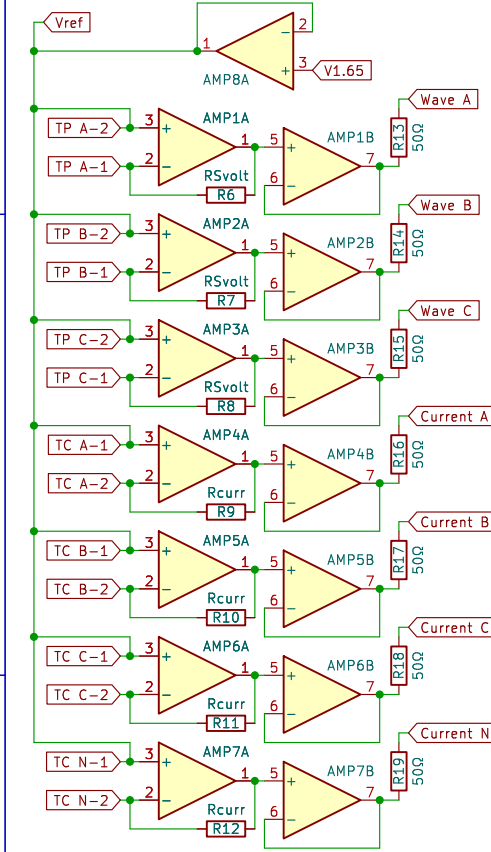 Vref
1
2
3
V1.65
AMP8A
Wave A
TP A-2
3
+
AMP1A
TP A-1
2
−
1
RSvolt
R6
5
+
6
−
AMP1B
7
R13
50Ω
Wave B
TP B-2
3
+
AMP2A
TP B-1
2
−
1
RSvolt
R7
5
+
6
−
AMP2B
7
R14
50Ω
Wave C
TP C-2
3
+
AMP3A
TP C-1
2
−
1
RSvolt
R8
5
+
6
−
AMP3B
7
R15
50Ω
Current A
TC A-1
3
+
AMP4A
TC A-2
2
−
1
Rcurr
R9
5
+
6
−
AMP4B
7
R16
50Ω
Current B
TC B-1
3
+
AMP5A
TC B-2
2
−
1
Rcurr
R10
5
+
6
−
AMP5B
7
R17
50Ω
Current C
TC C-1
3
+
AMP6A
TC C-2
2
−
1
Rcurr
R11
5
+
6
−
AMP6B
7
R18
50Ω
Current N
TC N-1
3
+
AMP7A
TC N-2
2
−
1
Rcurr
R12
5
+
6
−
AMP7B
7
R19
50Ω